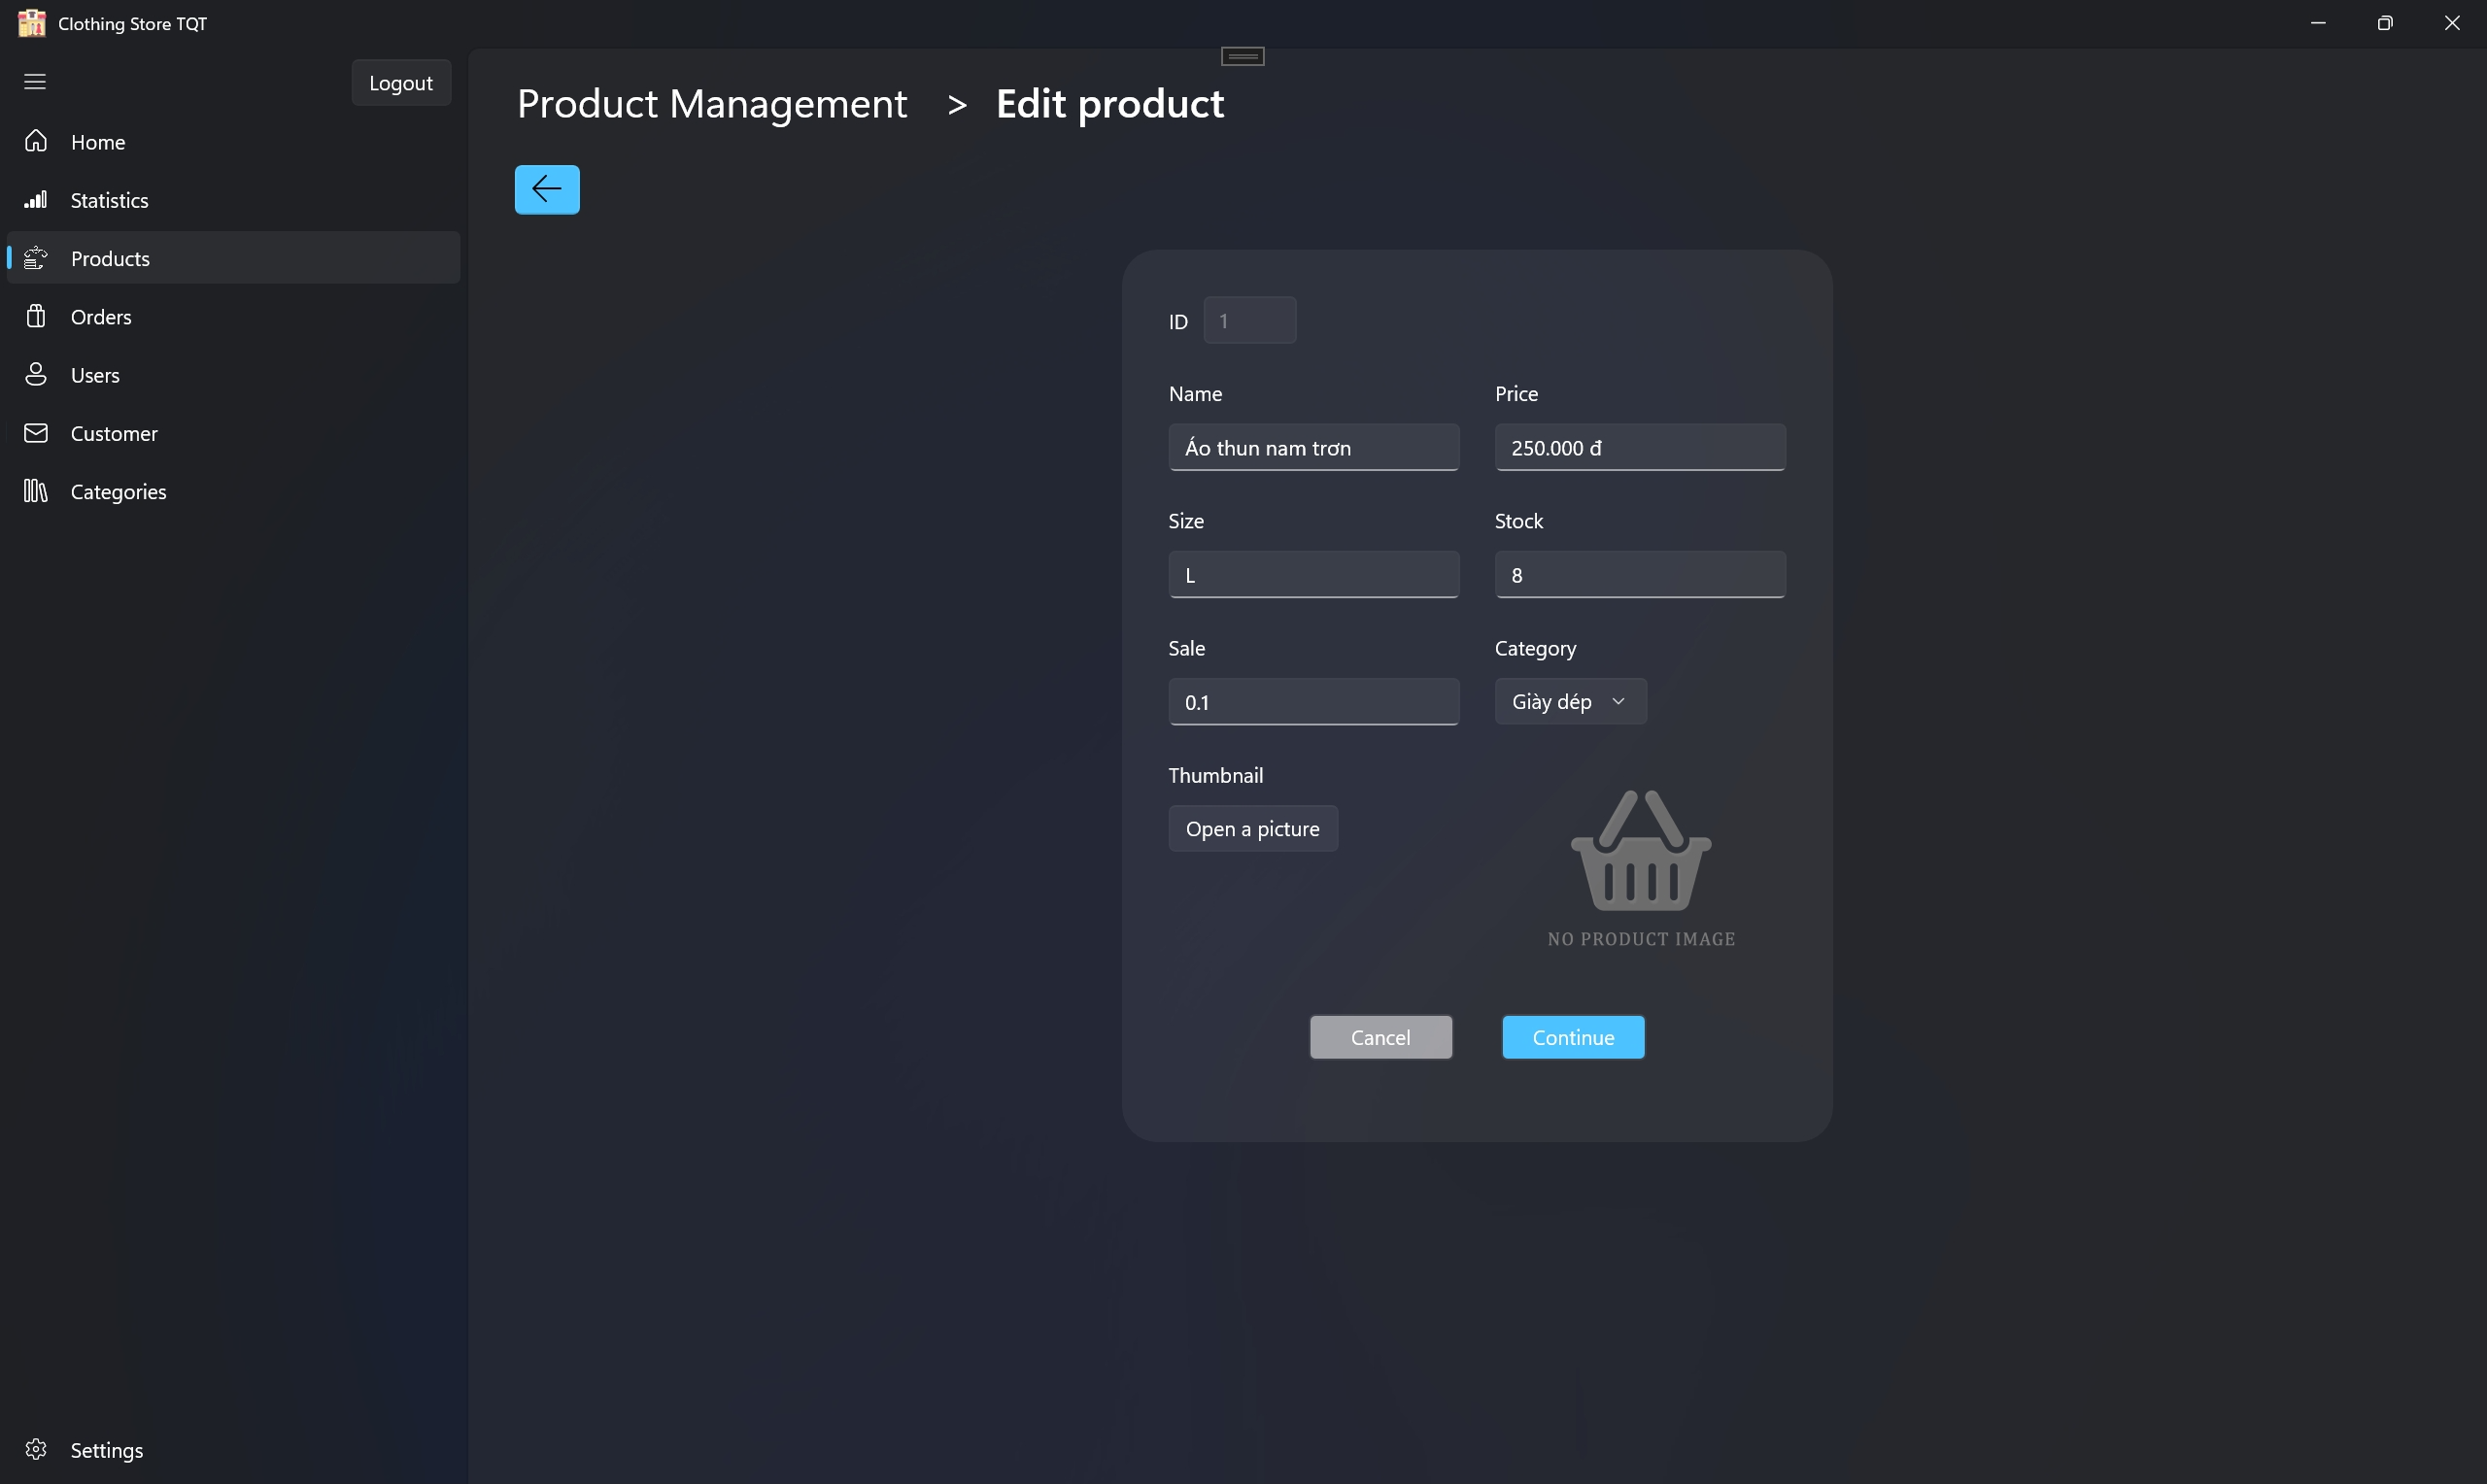 Clothing Store TQT
Logout
Home
Statistics
Products
Orders
Users
Customer
Categories
Settings
Product Management > Edit product
ID 1
Name
Price
Áo thun nam trơn
250.000 đ
Size
Stock
L
8
Sale
Category
0.1
Giày dép
Thumbnail
Open a picture
NO PRODUCT IMAGE
Cancel
Continue